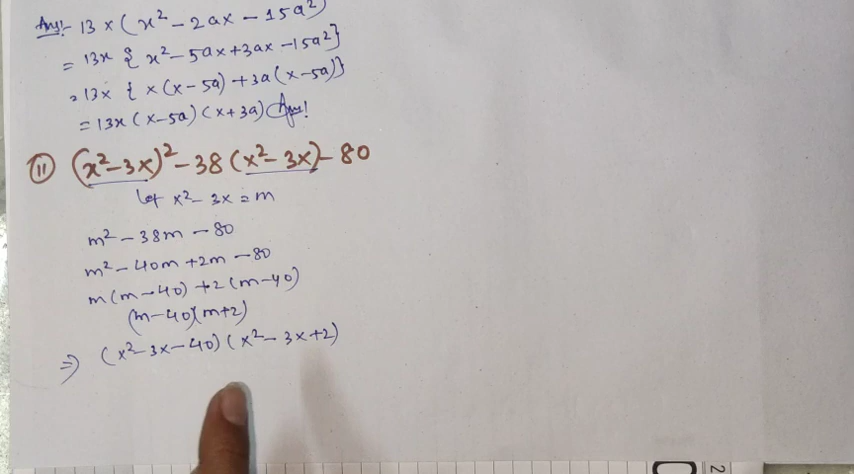 Ans:- 13x(x² - 2ax - 15a²)
= 13x { x² - 5ax + 3ax - 15a² }
= 13x { x(x - 5a) + 3a(x - 5a) }
= 13x (x - 5a) (x + 3a) Ans!
(11) (x² - 3x)² - 38 (x² - 3x) - 80
let x² - 3x = m
m² - 38m - 80
m² - 40m + 2m - 80
m(m - 40) + 2(m - 40)
(m - 40)(m + 2)
⇒ (x² - 3x - 40) (x² - 3x + 2)
2